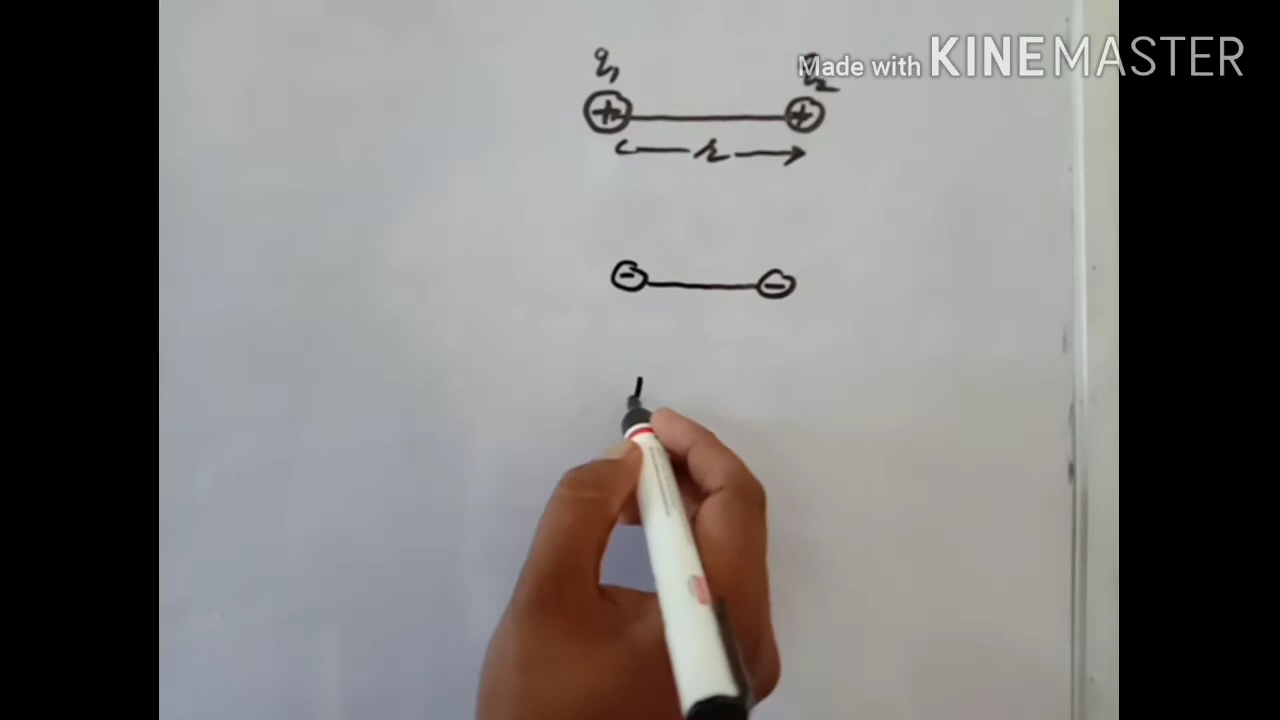 q₁ q₂
Made with KINEMASTER
+ +
r
- -